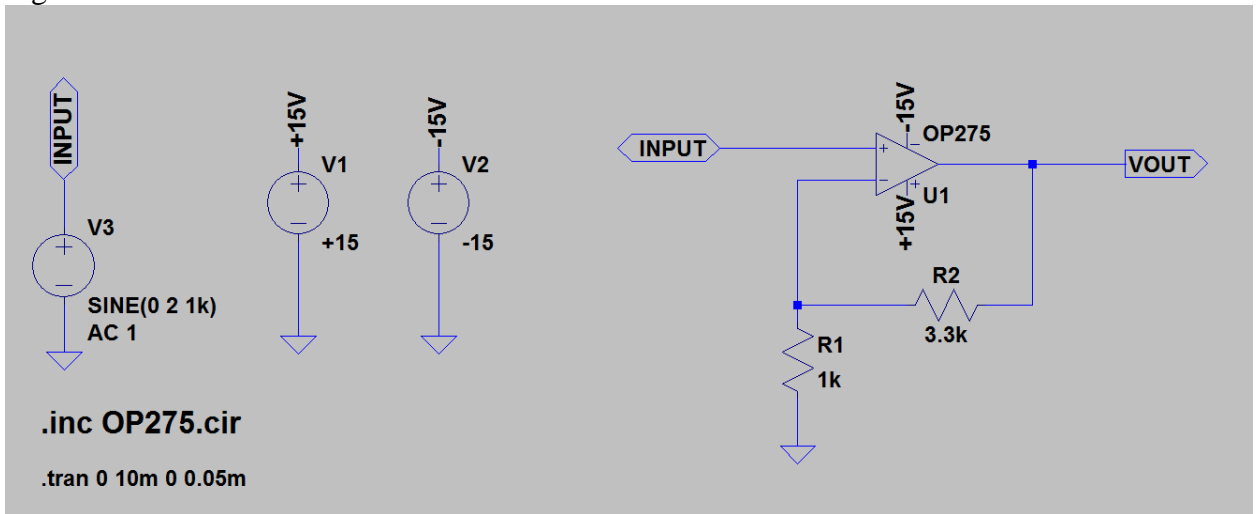 INPUT
V3
SINE(0 2 1k)
AC 1
+15V
V1
+15
-15V
V2
-15
.inc OP275.cir
.tran 0 10m 0 0.05m
INPUT
-15V
OP275
U1
+15V
VOUT
R2
3.3k
R1
1k